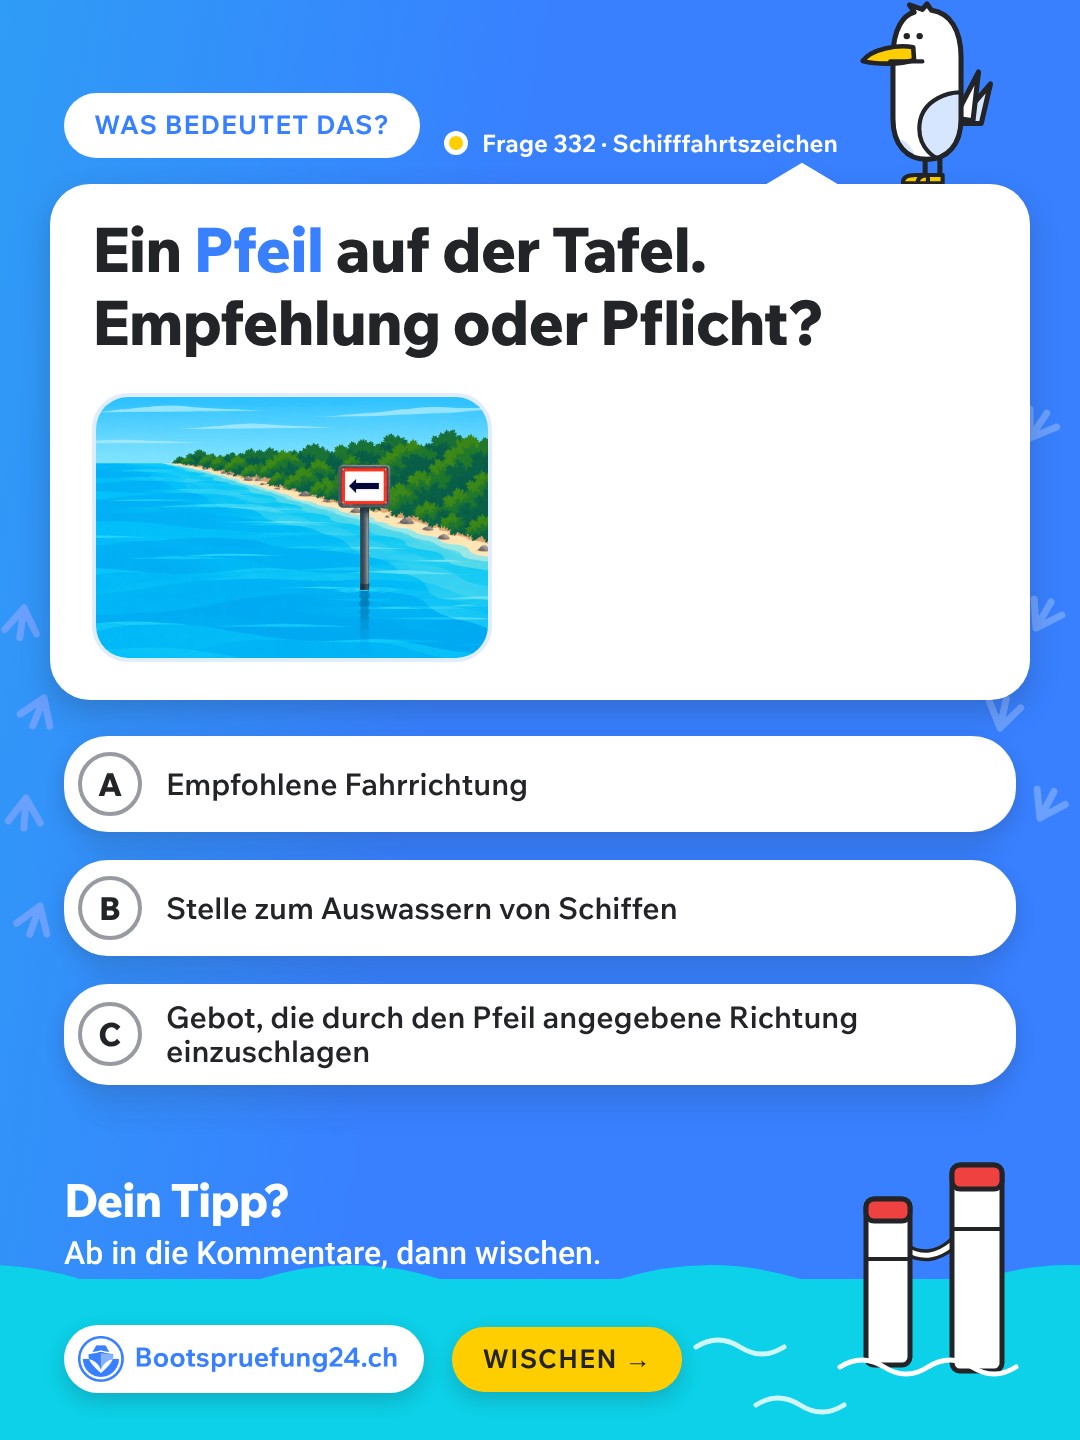 WAS BEDEUTET DAS?
Frage 332 · Schifffahrtszeichen
Ein Pfeil auf der Tafel.
Empfehlung oder Pflicht?
A Empfohlene Fahrrichtung
B Stelle zum Auswassern von Schiffen
C Gebot, die durch den Pfeil angegebene Richtung
einzuschlagen
Dein Tipp?
Ab in die Kommentare, dann wischen.
Bootspruefung24.ch
WISCHEN →